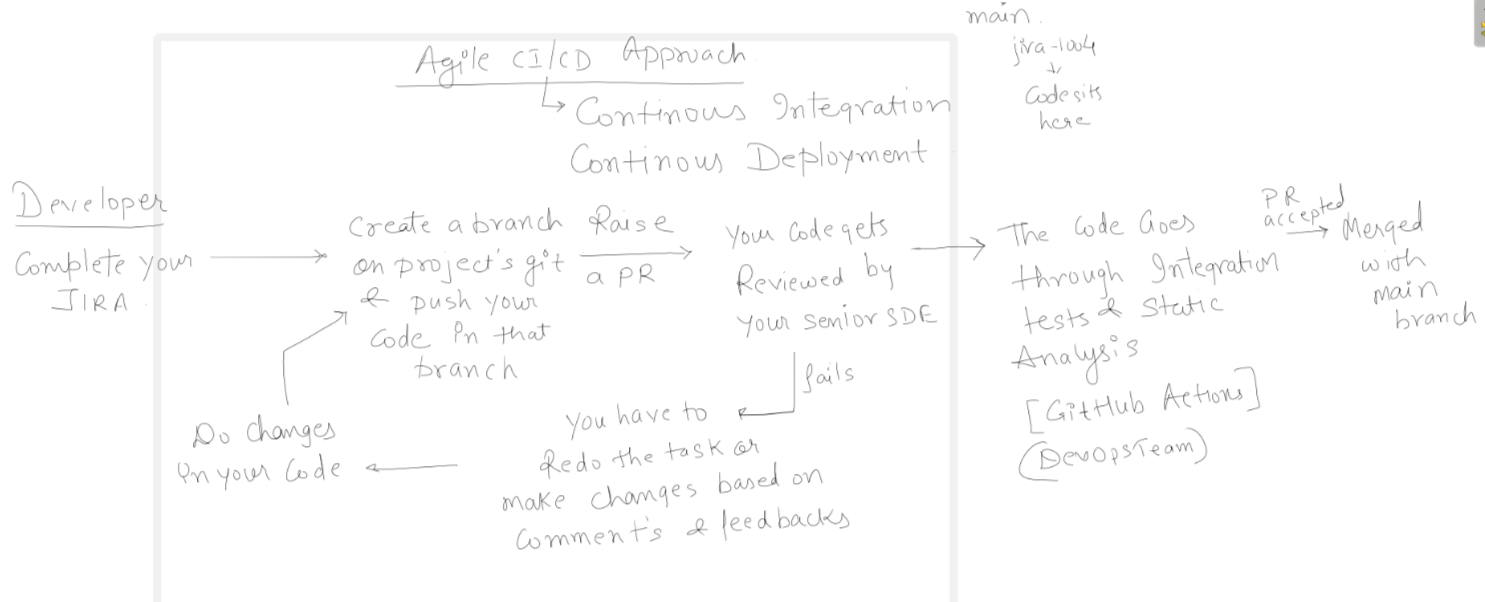 main.
jira-1004
Code sits
here
Agile CI/CD Approach
Continous Integration
Continous Deployment
Developer
Complete your
JIRA.
Create a branch
on project's git
& push your
code in that
branch
Raise
a PR
Your Code gets
Reviewed by
your senior SDE
fails
You have to
Redo the task or
make changes based on
Comment's & feedbacks
Do Changes
in your Code
The Code Goes
through Integration
tests & Static
Analysis
[GitHub Actions]
(DevOps Team)
PR
accepted
Merged
with
main
branch